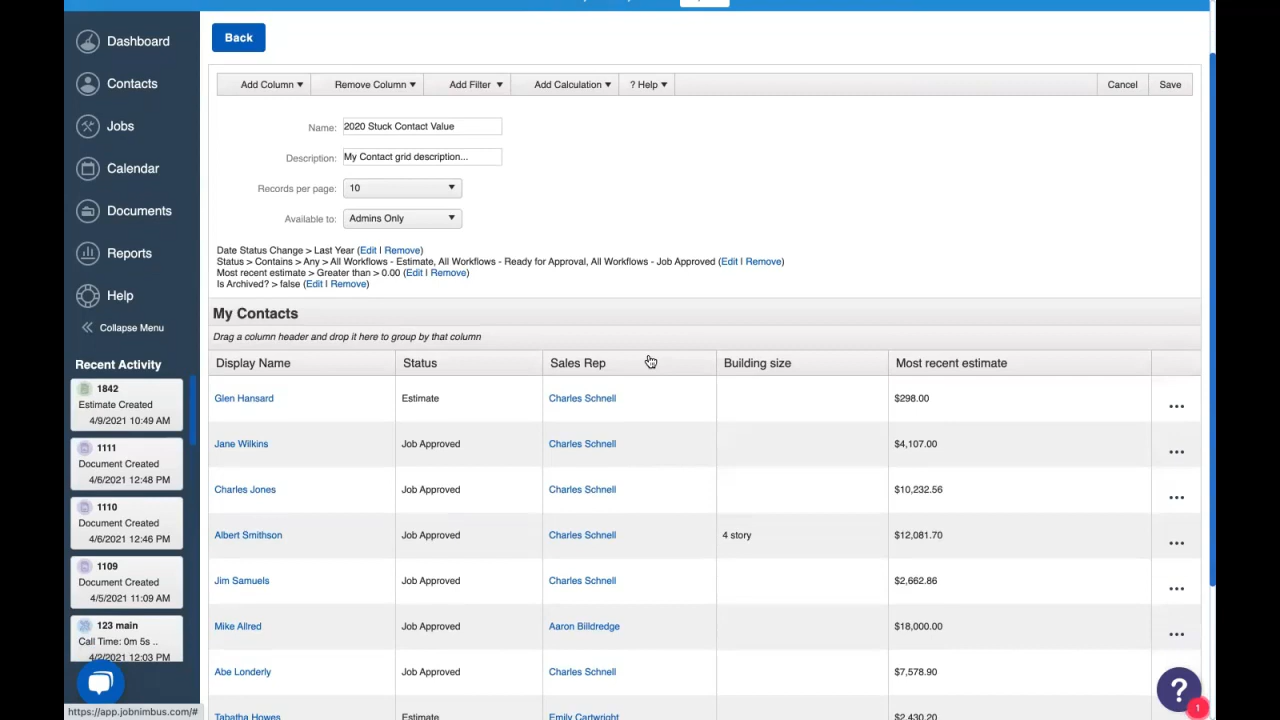 Back
Dashboard
Contacts
Jobs
Calendar
Documents
Reports
Help
Collapse Menu
Recent Activity
1842
Estimate Created
4/9/2021 10:49 AM
1111
Document Created
4/6/2021 12:48 PM
1110
Document Created
4/6/2021 12:46 PM
1109
Document Created
4/5/2021 11:09 AM
123 main
Call Time: 0m 5s ..
4/2/2021 12:03 PM
https://app.jobnimbus.com/#
Add Column Remove Column Add Filter Add Calculation ? Help Cancel Save
Name: 2020 Stuck Contact Value
Description: My Contact grid description...
Records per page: 10
Available to: Admins Only
Date Status Change > Last Year (Edit | Remove)
Status > Contains > Any > All Workflows - Estimate, All Workflows - Ready for Approval, All Workflows - Job Approved (Edit | Remove)
Most recent estimate > Greater than > 0.00 (Edit | Remove)
Is Archived? > false (Edit | Remove)
My Contacts
Drag a column header and drop it here to group by that column
Display Name Status Sales Rep Building size Most recent estimate
Glen Hansard Estimate Charles Schnell $298.00 ...
Jane Wilkins Job Approved Charles Schnell $4,107.00 ...
Charles Jones Job Approved Charles Schnell $10,232.56 ...
Albert Smithson Job Approved Charles Schnell 4 story $12,081.70 ...
Jim Samuels Job Approved Charles Schnell $2,662.86 ...
Mike Allred Job Approved Aaron Billdredge $18,000.00 ...
Abe Londerly Job Approved Charles Schnell $7,578.90
Tabatha Howes Estimate Emily Cartwright $2,430.20
?
1